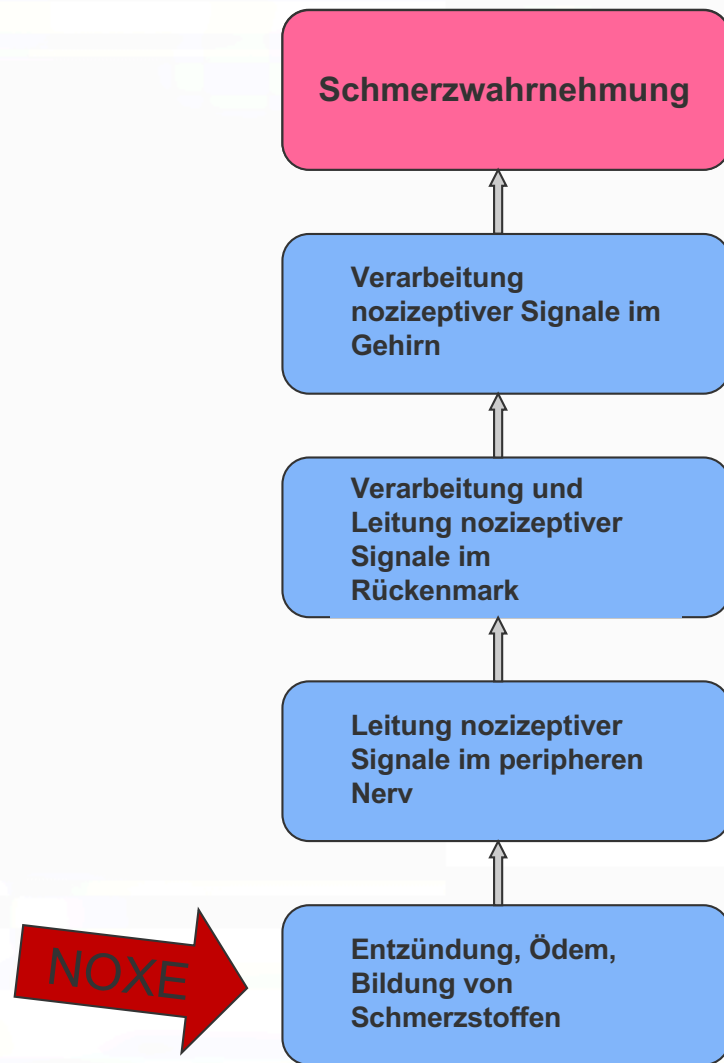 Schmerzwahrnehmung
Verarbeitung
nozizeptiver Signale im
Gehirn
Verarbeitung und
Leitung nozizeptiver
Signale im
Rückenmark
Leitung nozizeptiver
Signale im peripheren
Nerv
NOXE
Entzündung, Ödem,
Bildung von
Schmerzstoffen